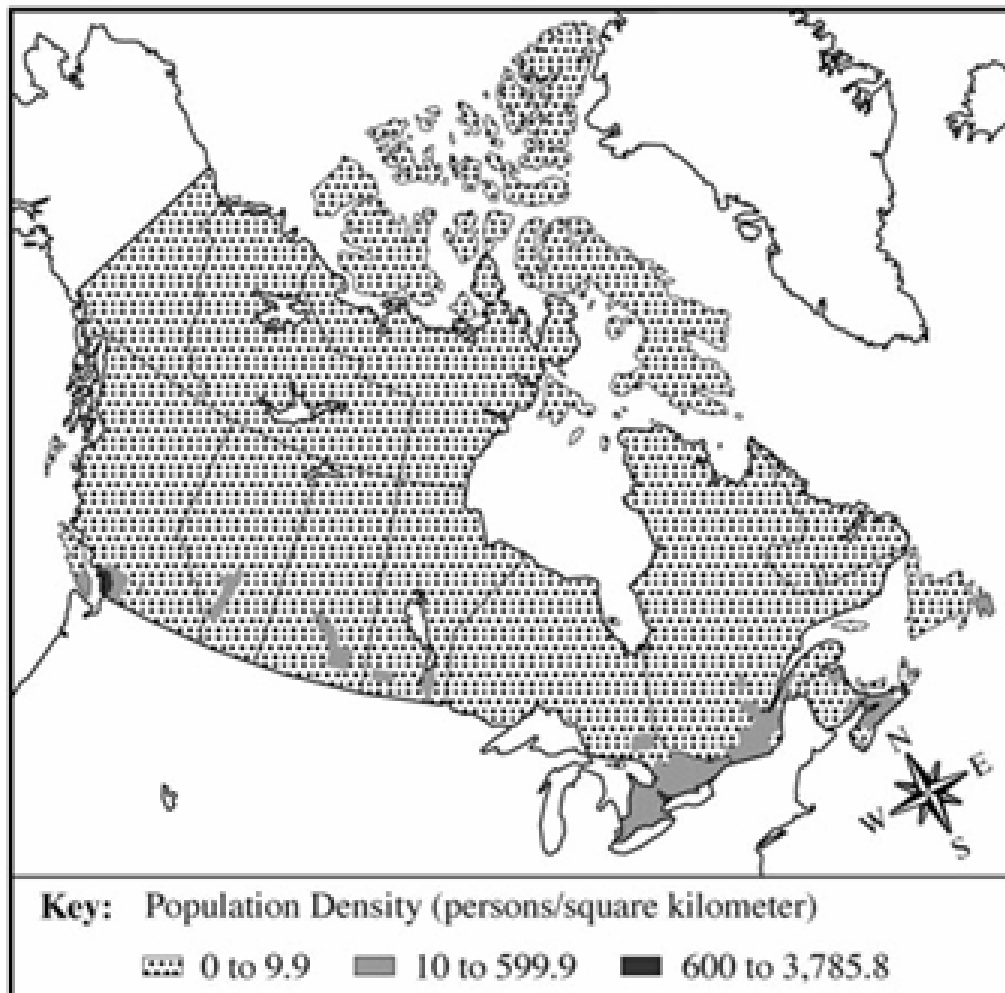 N
E
W
S
Key: Population Density (persons/square kilometer)
0 to 9.9 10 to 599.9 600 to 3,785.8